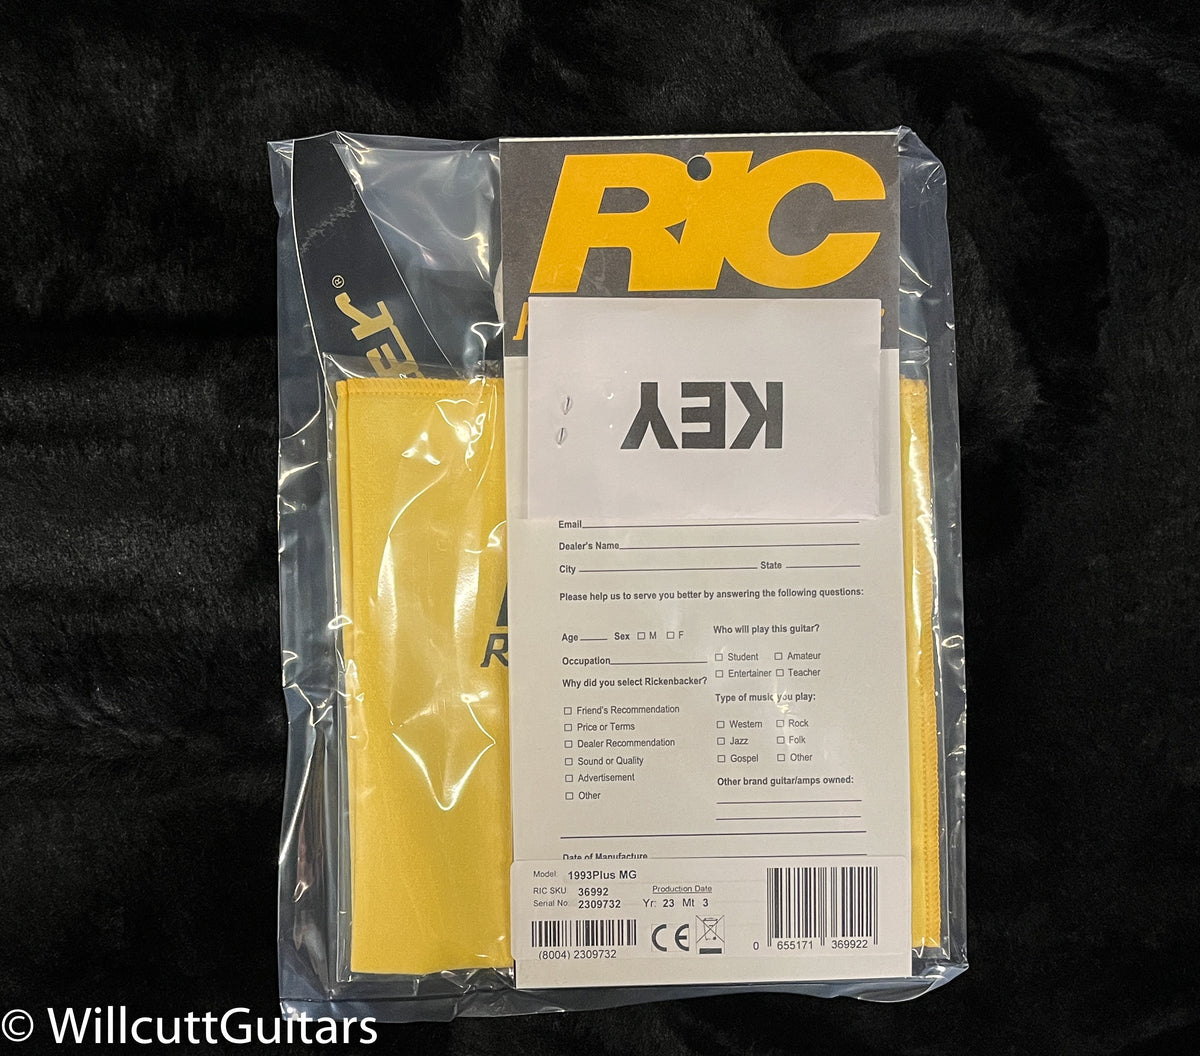 RIC
®
KEY
Email
Dealer's Name
City State
Please help us to serve you better by answering the following questions:
Age Sex M F
Occupation
Why did you select Rickenbacker?
Friend's Recommendation
Price or Terms
Dealer Recommendation
Sound or Quality
Advertisement
Other
Who will play this guitar?
Student Amateur
Entertainer Teacher
Type of music you play:
Western Rock
Jazz Folk
Gospel Other
Other brand guitar/amps owned:
Date of Manufacture
Model: 1993Plus MG
RIC SKU: 36992
Serial No: 2309732
Production Date
Yr: 23 Mt 3
(8004) 2309732
CE
0 655171 369922
© WillcuttGuitars